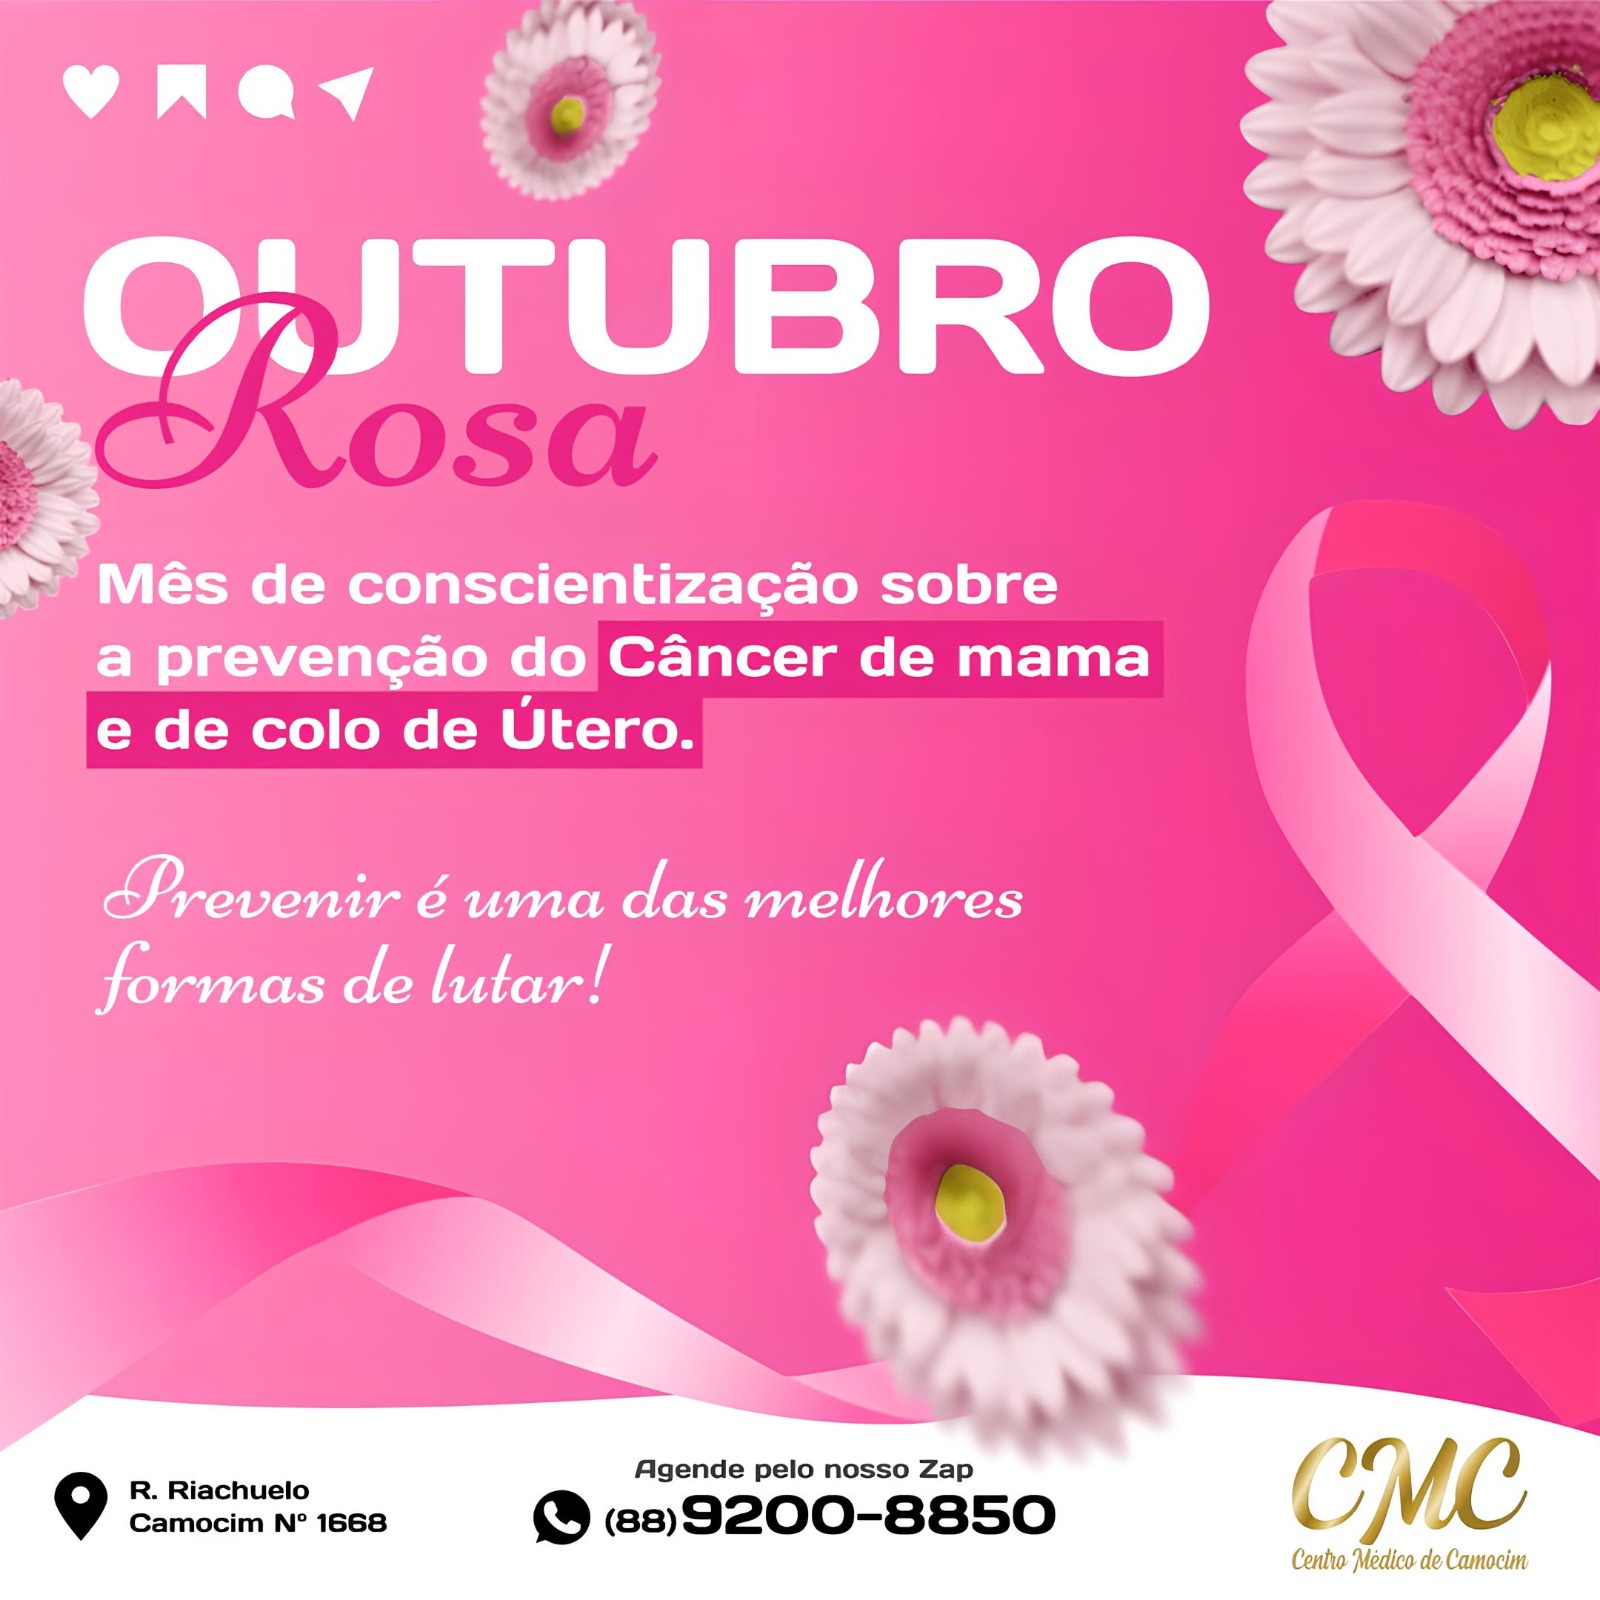 OUTUBRO
Rosa
Mês de conscientização sobre
a prevenção do Câncer de mama
e de colo de Útero.
Prevenir é uma das melhores
formas de lutar!
R. Riachuelo
Camocim Nº 1668
Agende pelo nosso Zap
(88)9200-8850
CMC
Centro Médico de Camocim